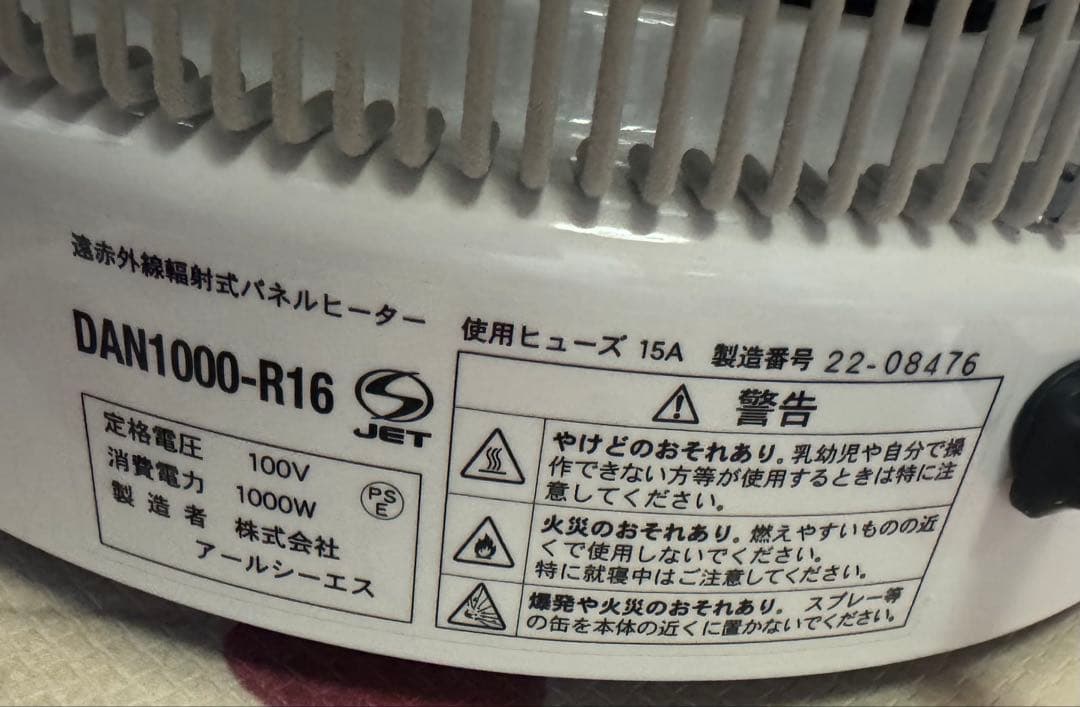 遠赤外線輻射式パネルヒーター
DAN1000-R16
JET
定格電圧 100V
消費電力 1000W
PS
E
製造者 株式会社
アールシーエス
使用ヒューズ 15A 製造番号 22-08476
警告
やけどのおそれあり。乳幼児や自分で操
作できない方等が使用するときは特に注
意してください。
火災のおそれあり。燃えやすいものの近
くで使用しないでください。
特に就寝中はご注意してください。
爆発や火災のおそれあり。 スプレー等
の缶を本体の近くに置かないでください。